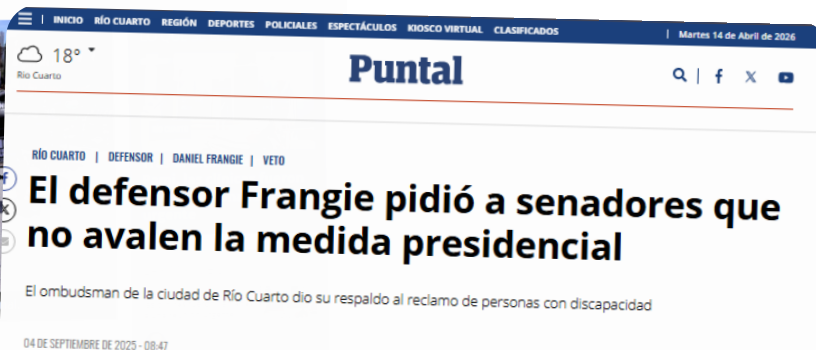 INICIO RÍO CUARTO REGIÓN DEPORTES POLICIALES ESPECTÁCULOS KIOSCO VIRTUAL CLASIFICADOS | Martes 14 de Abril de 2026
18°
Río Cuarto
Puntal
RÍO CUARTO | DEFENSOR | DANIEL FRANGIE | VETO
El defensor Frangie pidió a senadores que
no avalen la medida presidencial
El ombudsman de la ciudad de Río Cuarto dio su respaldo al reclamo de personas con discapacidad
04 DE SEPTIEMBRE DE 2025 - 08:47